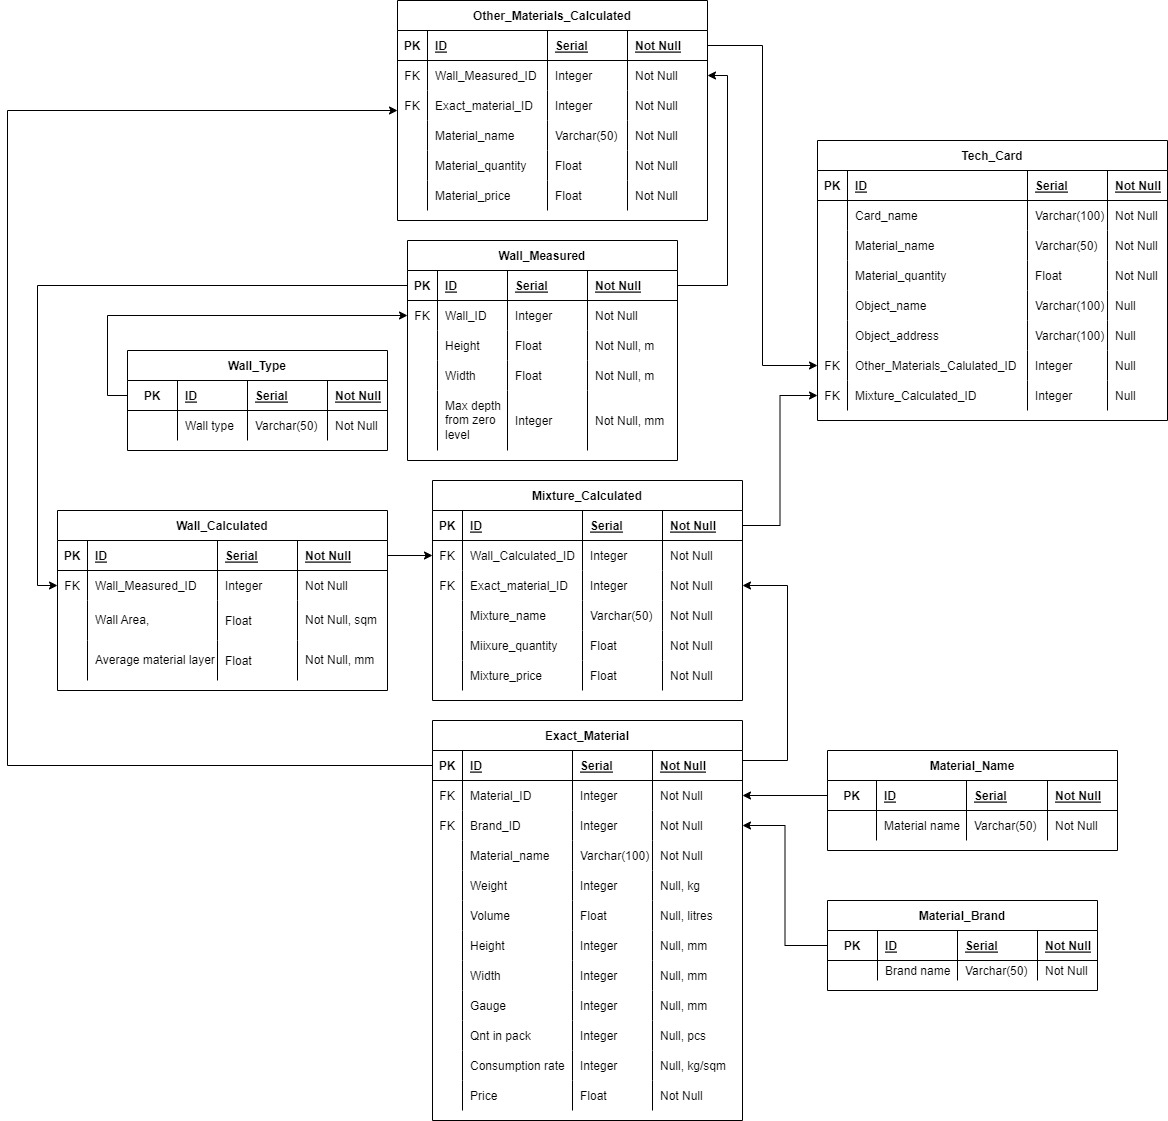 Other_Materials_Calculated
PK ID Serial Not Null
FK Wall_Measured_ID Integer Not Null
FK Exact_material_ID Integer Not Null
Material_name Varchar(50) Not Null
Material_quantity Float Not Null
Material_price Float Not Null
Tech_Card
PK ID Serial Not Null
Card_name Varchar(100) Not Null
Material_name Varchar(50) Not Null
Material_quantity Float Not Null
Object_name Varchar(100) Null
Object_address Varchar(100) Null
FK Other_Materials_Calulated_ID Integer Null
FK Mixture_Calculated_ID Integer Null
Wall_Measured
PK ID Serial Not Null
FK Wall_ID Integer Not Null
Height Float Not Null, m
Width Float Not Null, m
Max depth
from zero
level
Integer Not Null, mm
Wall_Type
PK ID Serial Not Null
Wall type Varchar(50) Not Null
Wall_Calculated
PK ID Serial Not Null
FK Wall_Measured_ID Integer Not Null
Wall Area, Float Not Null, sqm
Average material layer Float Not Null, mm
Mixture_Calculated
PK ID Serial Not Null
FK Wall_Calculated_ID Integer Not Null
FK Exact_material_ID Integer Not Null
Mixture_name Varchar(50) Not Null
Miixure_quantity Float Not Null
Mixture_price Float Not Null
Exact_Material
PK ID Serial Not Null
FK Material_ID Integer Not Null
FK Brand_ID Integer Not Null
Material_name Varchar(100) Not Null
Weight Integer Null, kg
Volume Float Null, litres
Height Integer Null, mm
Width Integer Null, mm
Gauge Integer Null, mm
Qnt in pack Integer Null, pcs
Consumption rate Integer Null, kg/sqm
Price Float Not Null
Material_Name
PK ID Serial Not Null
Material name Varchar(50) Not Null
Material_Brand
PK ID Serial Not Null
Brand name Varchar(50) Not Null